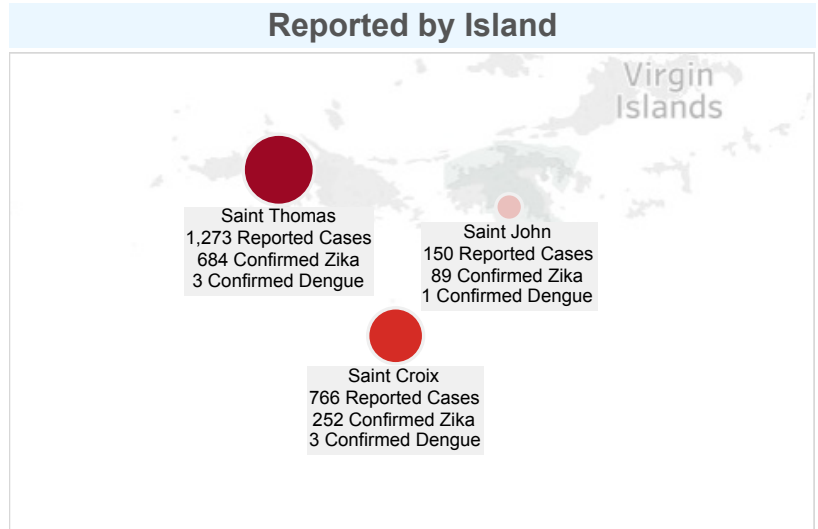 Reported by Island
Virgin
Islands
Saint Thomas
1,273 Reported Cases
684 Confirmed Zika
3 Confirmed Dengue
Saint John
150 Reported Cases
89 Confirmed Zika
1 Confirmed Dengue
Saint Croix
766 Reported Cases
252 Confirmed Zika
3 Confirmed Dengue